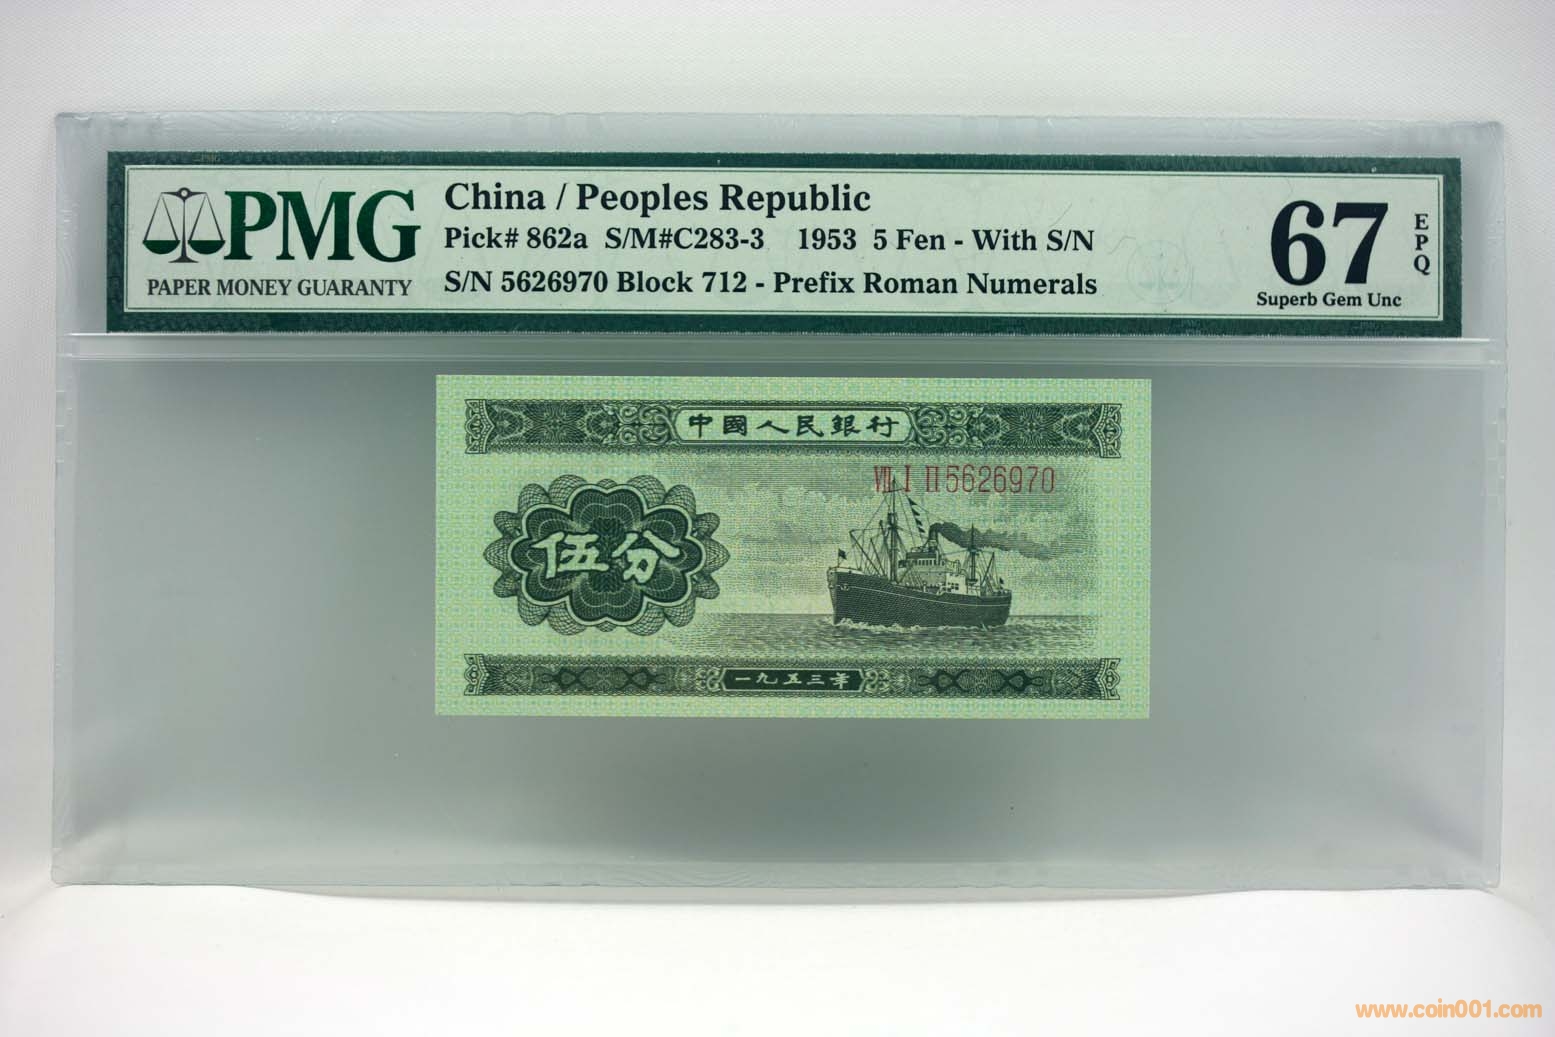 PMG
PAPER MONEY GUARANTY
China / Peoples Republic
Pick# 862a S/M#C283-3 1953 5 Fen - With S/N
S/N 5626970 Block 712 - Prefix Roman Numerals
67
EPQ
Superb Gem Unc
中國人民銀行
Ⅶ Ⅰ Ⅱ 5626970
伍分
一九五三年
www.coin001.com